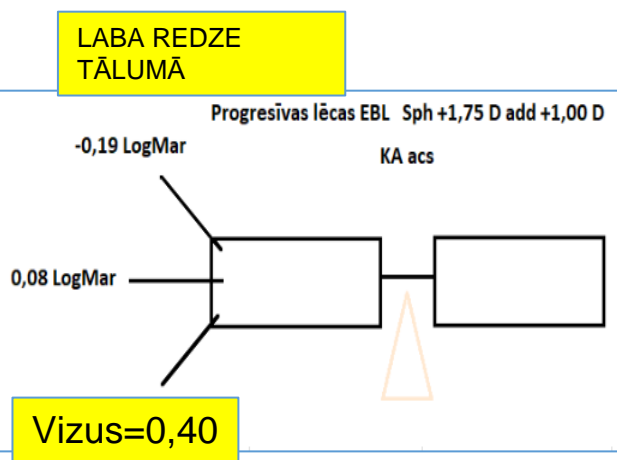 LABA REDZE
TĀLUMĀ
Progresīvas lēcas EBL Sph +1,75 D add +1,00 D
-0,19 LogMar
KA acs
0,08 LogMar
Vizus=0,40